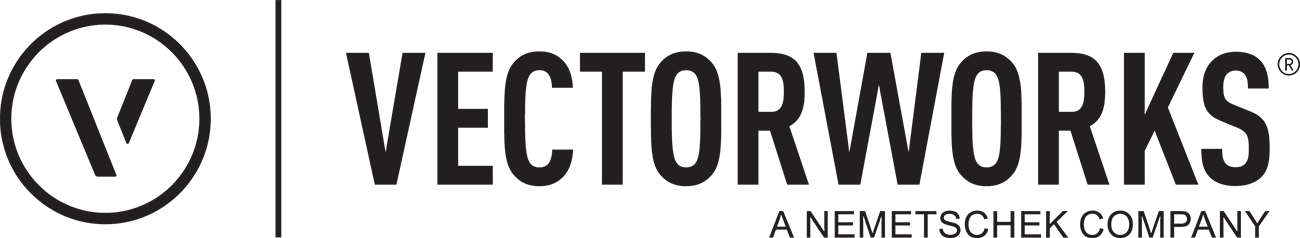 V
VECTORWORKS®
A NEMETSCHEK COMPANY